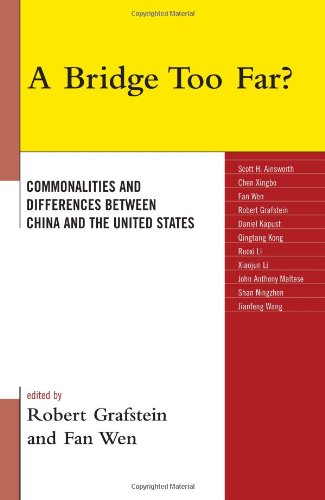 A Bridge Too Far?
COMMONALITIES AND
DIFFERENCES BETWEEN
CHINA AND THE UNITED STATES
Scott H. Ainsworth
Chen Xingbo
Fan Wen
Robert Grafstein
Daniel Kapust
Qingtang Kong
Runxi Li
Xiaojun Li
John Anthony Maltese
Shan Ningzhen
Jianfeng Wang
edited by
Robert Grafstein
and Fan Wen